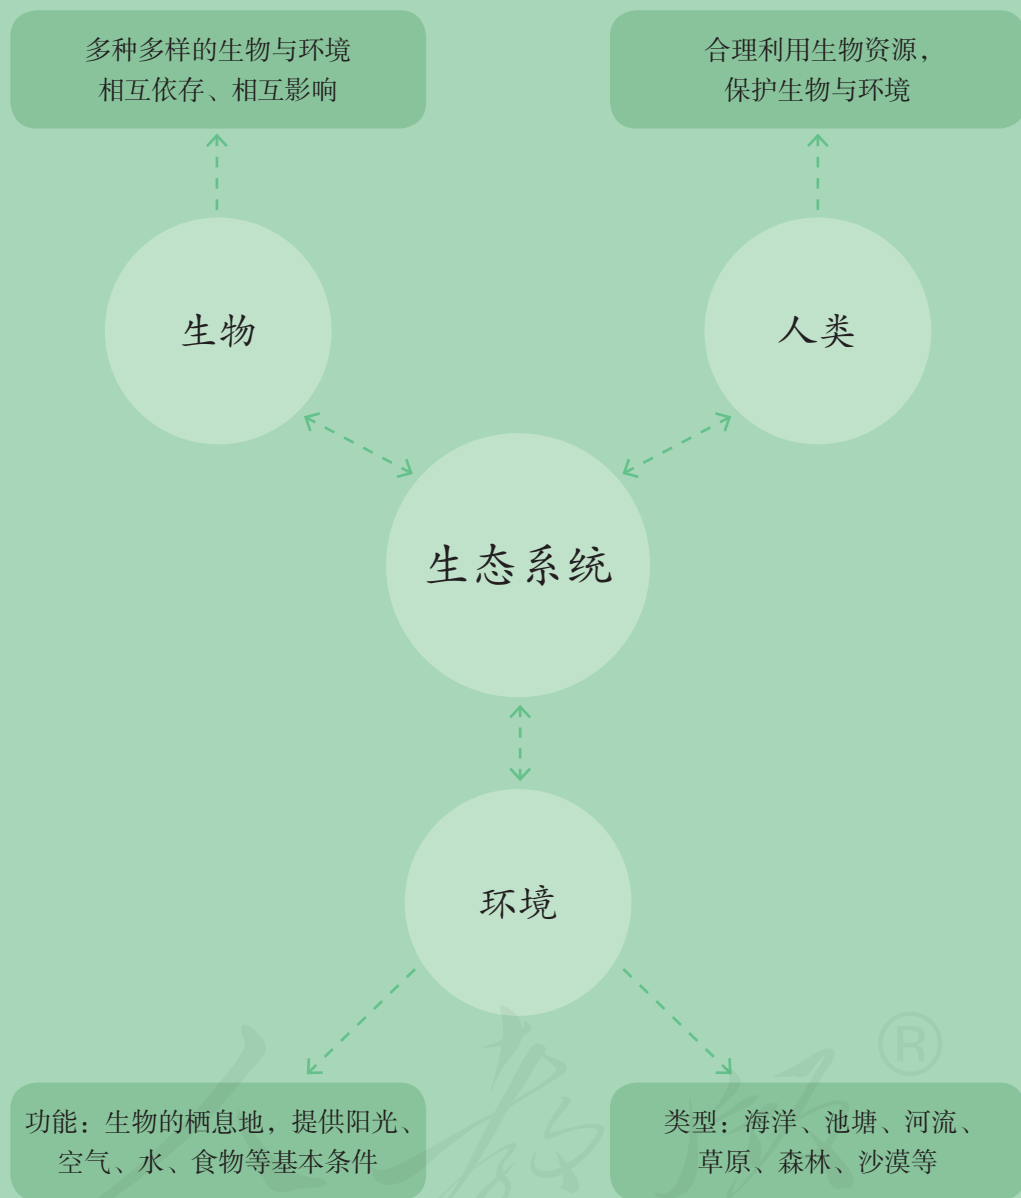 多种多样的生物与环境
相互依存、相互影响
合理利用生物资源，
保护生物与环境
生物
人类
生态系统
环境
功能：生物的栖息地，提供阳光、
空气、水、食物等基本条件
类型：海洋、池塘、河流、
草原、森林、沙漠等
人教版®